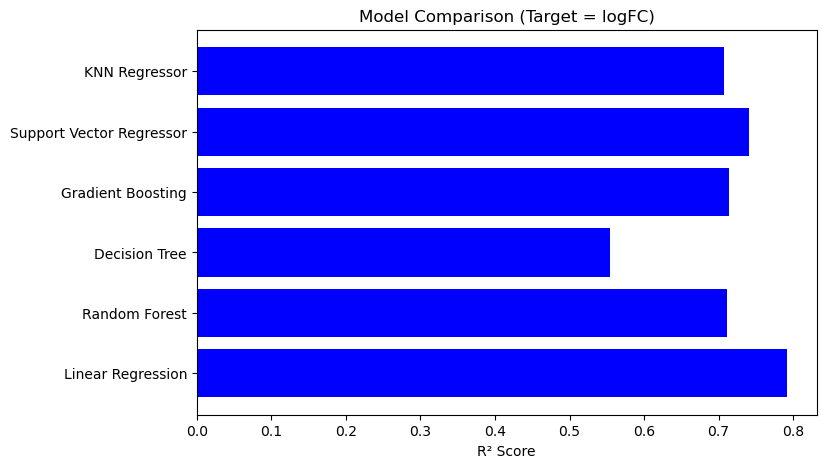 Model Comparison (Target = logFC)
KNN Regressor
Support Vector Regressor
Gradient Boosting
Decision Tree
Random Forest
Linear Regression
0.0 0.1 0.2 0.3 0.4 0.5 0.6 0.7 0.8
R² Score